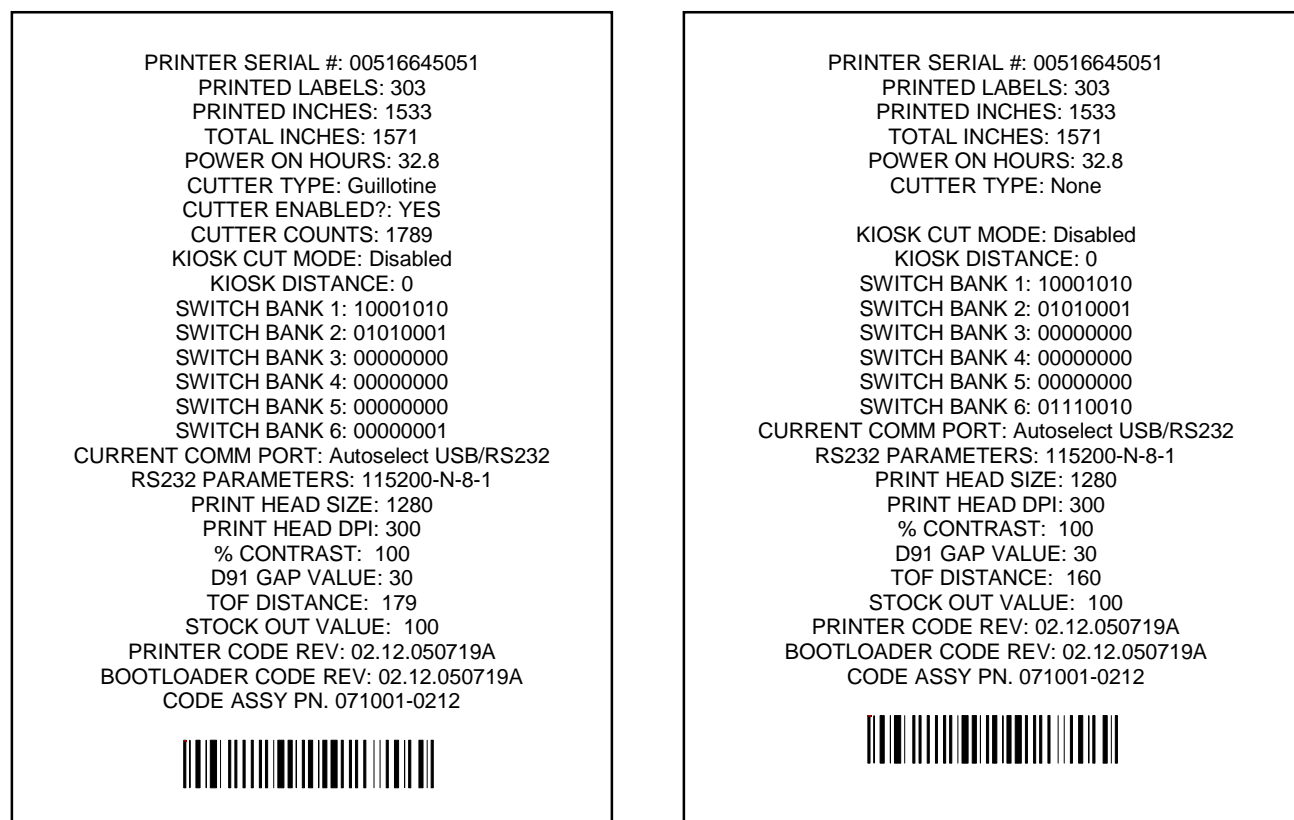 PRINTER SERIAL #: 00516645051
PRINTED LABELS: 303
PRINTED INCHES: 1533
TOTAL INCHES: 1571
POWER ON HOURS: 32.8
CUTTER TYPE: Guillotine
CUTTER ENABLED?: YES
CUTTER COUNTS: 1789
KIOSK CUT MODE: Disabled
KIOSK DISTANCE: 0
SWITCH BANK 1: 10001010
SWITCH BANK 2: 01010001
SWITCH BANK 3: 00000000
SWITCH BANK 4: 00000000
SWITCH BANK 5: 00000000
SWITCH BANK 6: 00000001
CURRENT COMM PORT: Autoselect USB/RS232
RS232 PARAMETERS: 115200-N-8-1
PRINT HEAD SIZE: 1280
PRINT HEAD DPI: 300
% CONTRAST: 100
D91 GAP VALUE: 30
TOF DISTANCE: 179
STOCK OUT VALUE: 100
PRINTER CODE REV: 02.12.050719A
BOOTLOADER CODE REV: 02.12.050719A
CODE ASSY PN. 071001-0212
PRINTER SERIAL #: 00516645051
PRINTED LABELS: 303
PRINTED INCHES: 1533
TOTAL INCHES: 1571
POWER ON HOURS: 32.8
CUTTER TYPE: None
KIOSK CUT MODE: Disabled
KIOSK DISTANCE: 0
SWITCH BANK 1: 10001010
SWITCH BANK 2: 01010001
SWITCH BANK 3: 00000000
SWITCH BANK 4: 00000000
SWITCH BANK 5: 00000000
SWITCH BANK 6: 01110010
CURRENT COMM PORT: Autoselect USB/RS232
RS232 PARAMETERS: 115200-N-8-1
PRINT HEAD SIZE: 1280
PRINT HEAD DPI: 300
% CONTRAST: 100
D91 GAP VALUE: 30
TOF DISTANCE: 160
STOCK OUT VALUE: 100
PRINTER CODE REV: 02.12.050719A
BOOTLOADER CODE REV: 02.12.050719A
CODE ASSY PN. 071001-0212